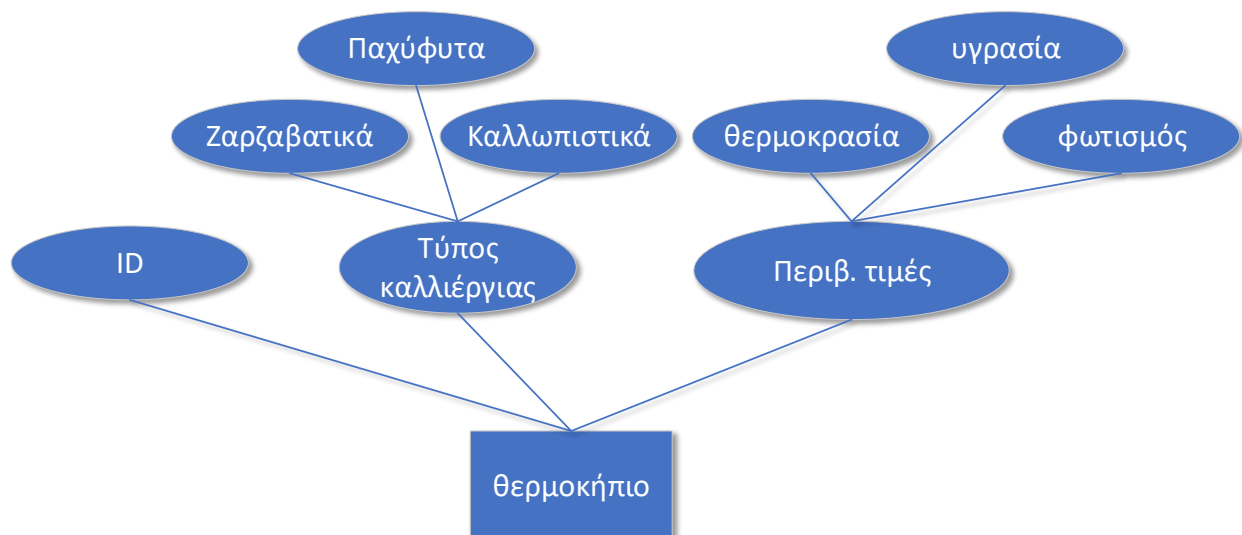 Παχύφυτα
υγρασία
Ζαρζαβατικά
Καλλωπιστικά
θερμοκρασία
φωτισμός
ID
Τύπος
καλλιέργιας
Περιβ. τιμές
θερμοκήπιο